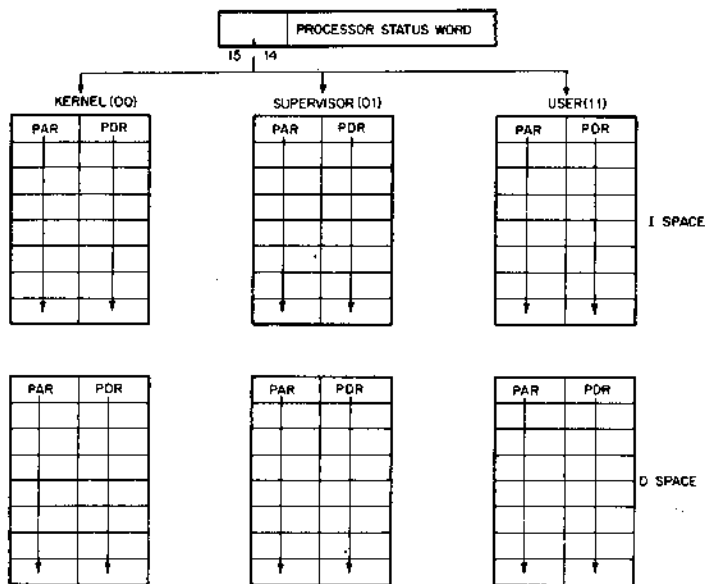 PROCESSOR STATUS WORD
15 14
KERNEL (00) SUPERVISOR (01) USER (11)
PAR PDR PAR PDR PAR PDR
I SPACE
PAR PDR PAR PDR PAR PDR
D SPACE